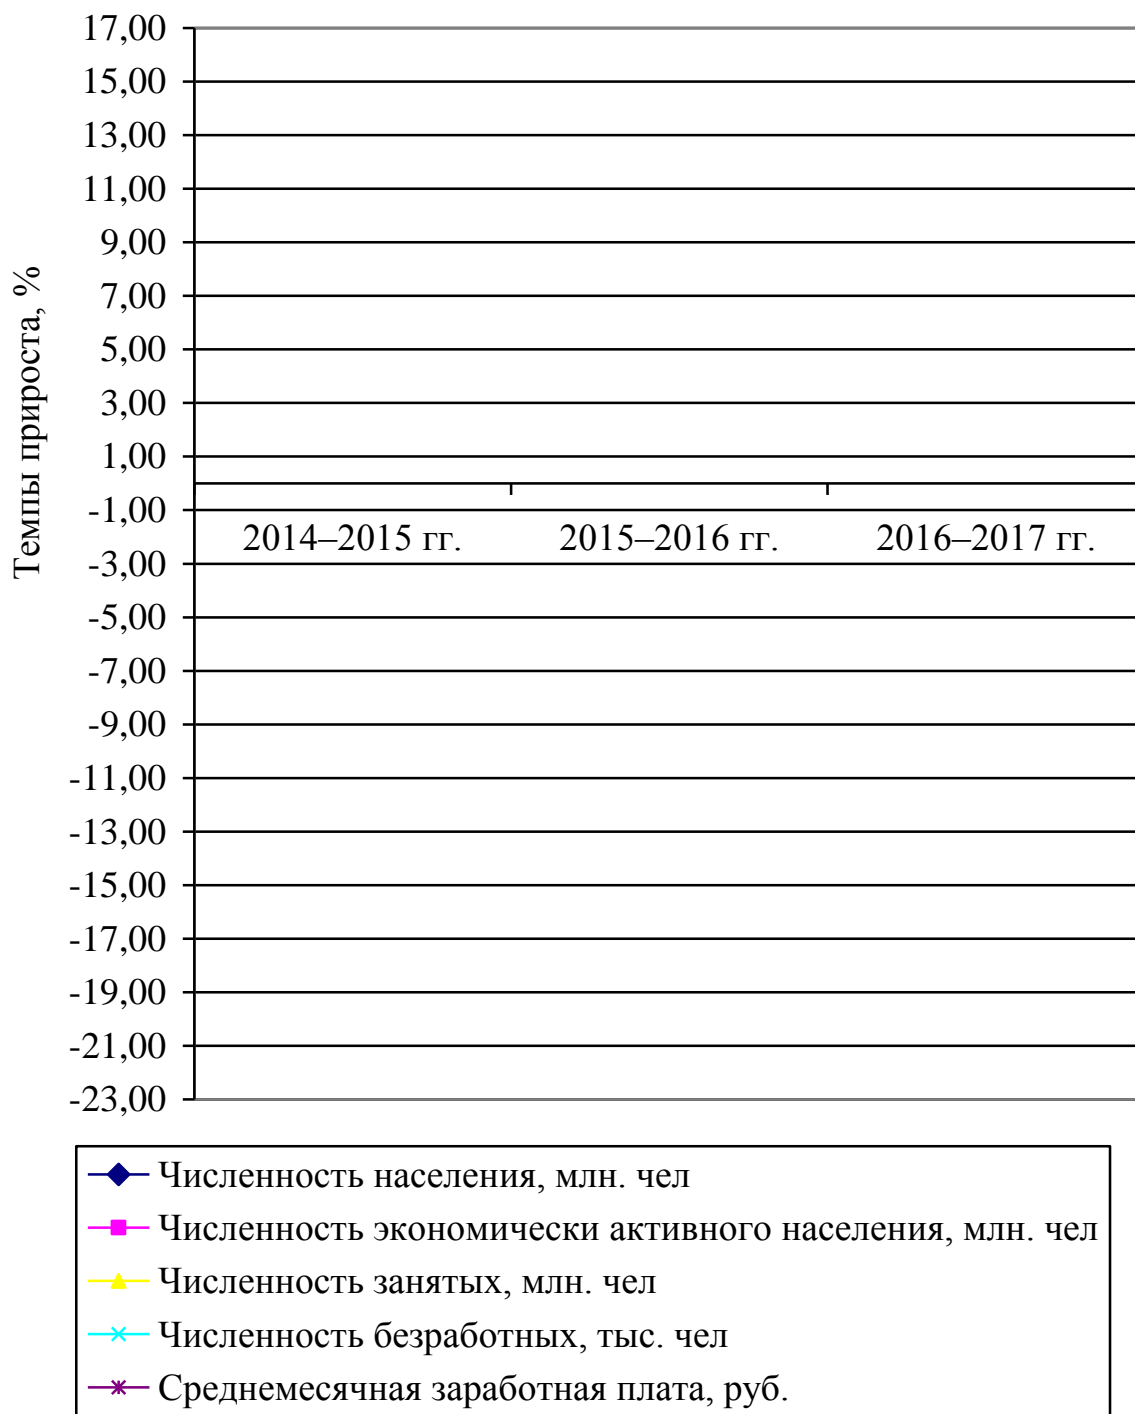 17,00
15,00
13,00
11,00
9,00
7,00
5,00
3,00
1,00
-1,00
-3,00
-5,00
-7,00
-9,00
-11,00
-13,00
-15,00
-17,00
-19,00
-21,00
-23,00
Темпы прироста, %
2014–2015 гг.
2015–2016 гг.
2016–2017 гг.
Численность населения, млн. чел
Численность экономически активного населения, млн. чел
Численность занятых, млн. чел
Численность безработных, тыс. чел
Среднемесячная заработная плата, руб.